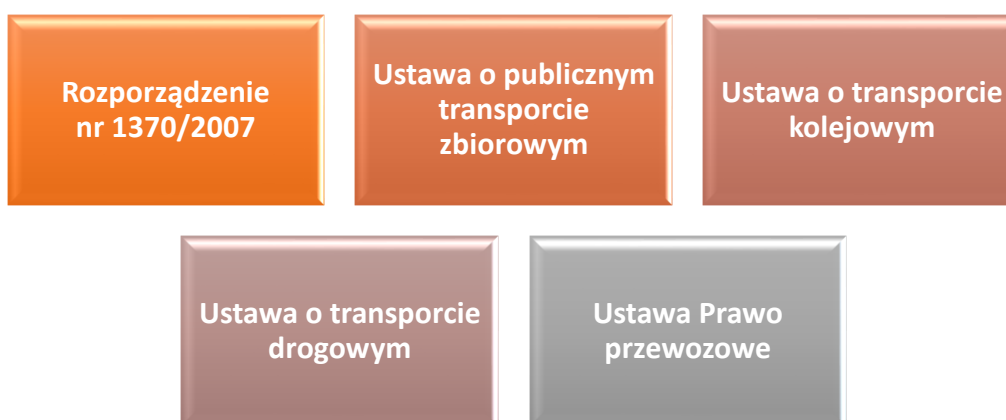 Rozporządzenie
nr 1370/2007
Ustawa o publicznym
transporcie
zbiorowym
Ustawa o transporcie
kolejowym
Ustawa o transporcie
drogowym
Ustawa Prawo
przewozowe